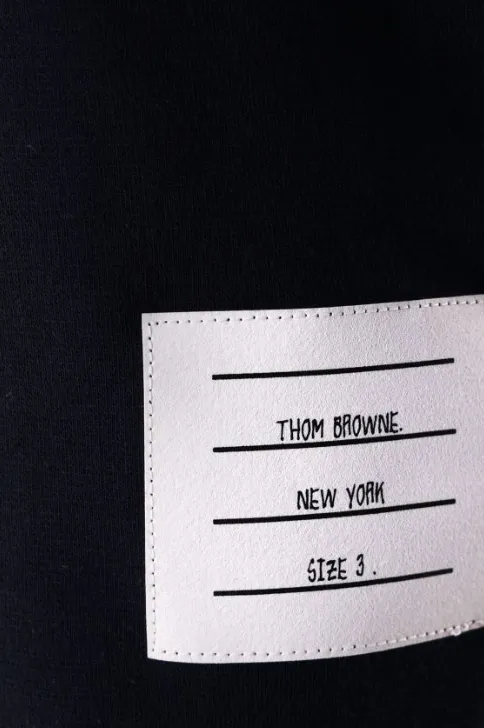 THOM BROWNE.
NEW YORK
SIZE 3 .